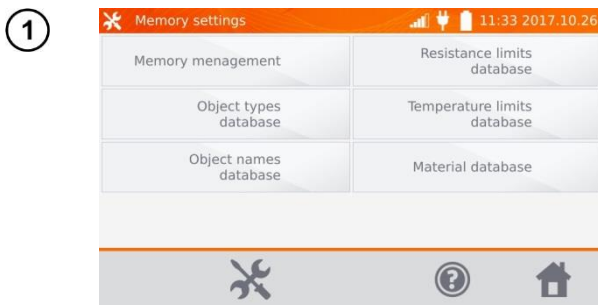 1
Memory settings
11:33 2017.10.26
Memory menagement
Resistance limits
database
Object types
database
Temperature limits
database
Object names
database
Material database
?